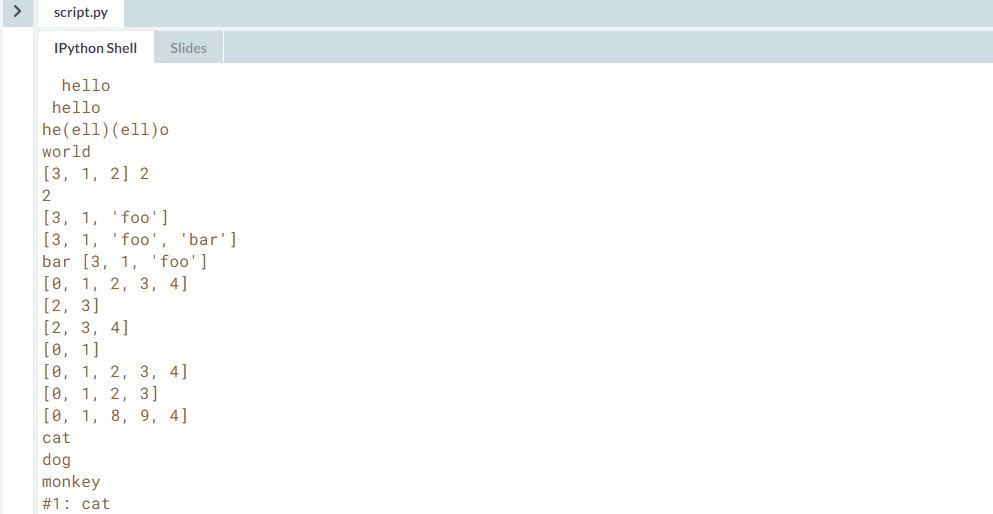 script.py
IPython Shell
Slides
  hello
 hello
he(ell)(ell)o
world
[3, 1, 2] 2
2
[3, 1, 'foo']
[3, 1, 'foo', 'bar']
bar [3, 1, 'foo']
[0, 1, 2, 3, 4]
[2, 3]
[2, 3, 4]
[0, 1]
[0, 1, 2, 3, 4]
[0, 1, 2, 3]
[0, 1, 8, 9, 4]
cat
dog
monkey
#1: cat